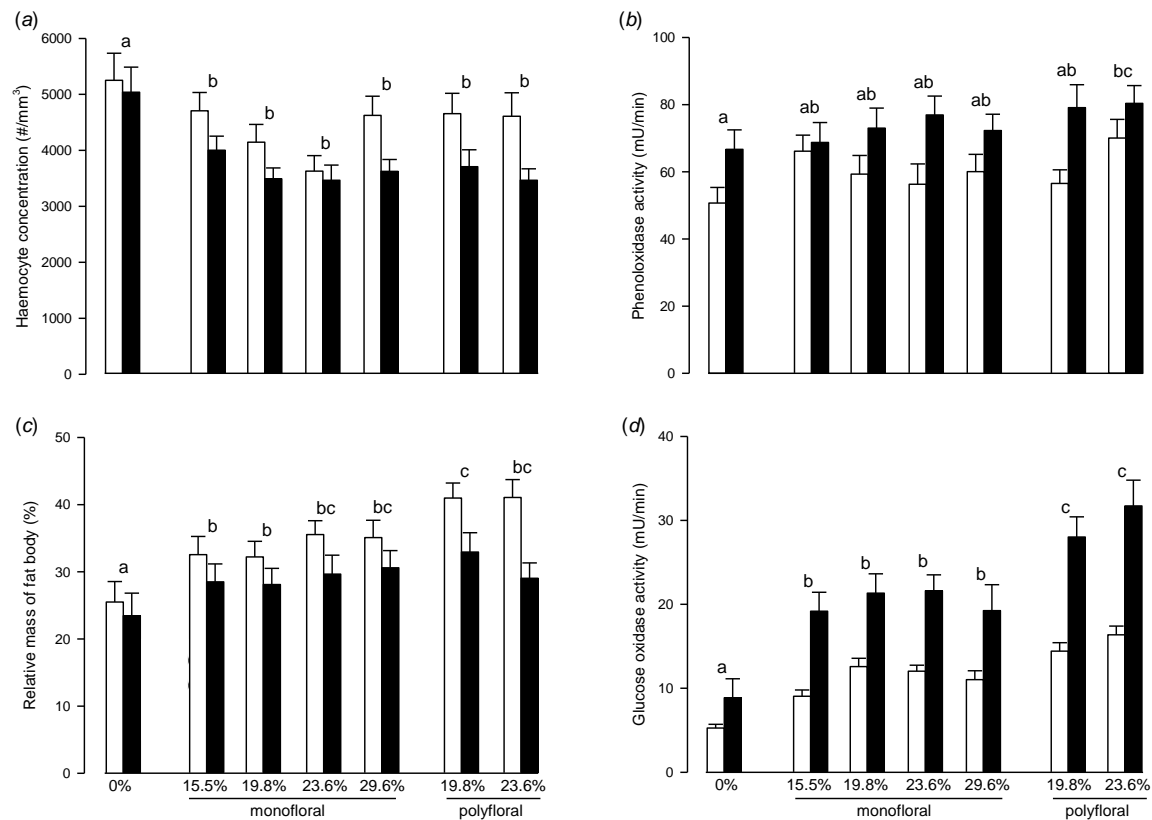 (a)
Haemocyte concentration (#/mm³)
6000
5000
4000
3000
2000
1000
0
a
b
b
b
b
b
b
(b)
Phenoloxidase activity (mU/min)
100
80
60
40
20
0
a
ab
ab
ab
ab
ab
bc
(c)
Relative mass of fat body (%)
50
40
30
20
10
0
a
b
b
bc
bc
c
bc
0% 15.5% 19.8% 23.6% 29.6% 19.8% 23.6%
monofloral polyfloral
(d)
Glucose oxidase activity (mU/min)
40
30
20
10
0
a
b
b
b
b
c
c
0% 15.5% 19.8% 23.6% 29.6% 19.8% 23.6%
monofloral polyfloral